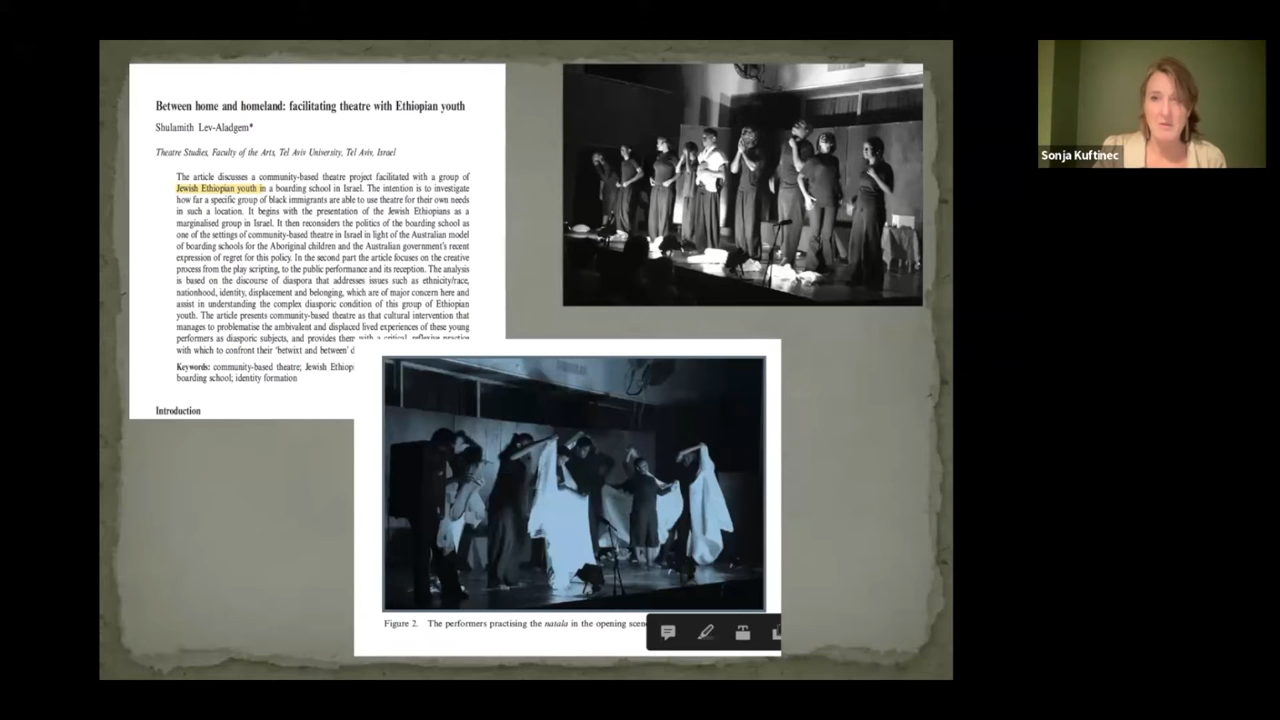 Between home and homeland: facilitating theatre with Ethiopian youth
Shulamith Lev-Aladgem*
Theatre Studies, Faculty of the Arts, Tel Aviv University, Tel Aviv, Israel
The article discusses a community-based theatre project facilitated with a group of
Jewish Ethiopian youth in a boarding school in Israel. The intention is to investigate
how far a specific group of black immigrants are able to use theatre for their own needs
in such a location. It begins with the presentation of the Jewish Ethiopians as a
marginalised group in Israel. It then reconsiders the politics of the boarding school as
one of the settings of community-based theatre in Israel in light of the Australian model
of boarding schools for the Aboriginal children and the Australian government's recent
expression of regret for this policy. In the second part the article focuses on the creative
process from the play scripting, to the public performance and its reception. The analysis
is based on the discourse of diaspora that addresses issues such as ethnicity/race,
nationhood, identity, displacement and belonging, which are of major concern here and
assist in understanding the complex diasporic condition of this group of Ethiopian
youth. The article presents community-based theatre as that cultural intervention that
manages to problematise the ambivalent and displaced lived experiences of these young
performers as diasporic subjects, and provides them with a critical, reflexive practice
with which to confront their 'betwixt and between' d
Keywords: community-based theatre; Jewish Ethiop
boarding school; identity formation
Introduction
Figure 2. The performers practising the natala in the opening scen
Sonja Kuftinec